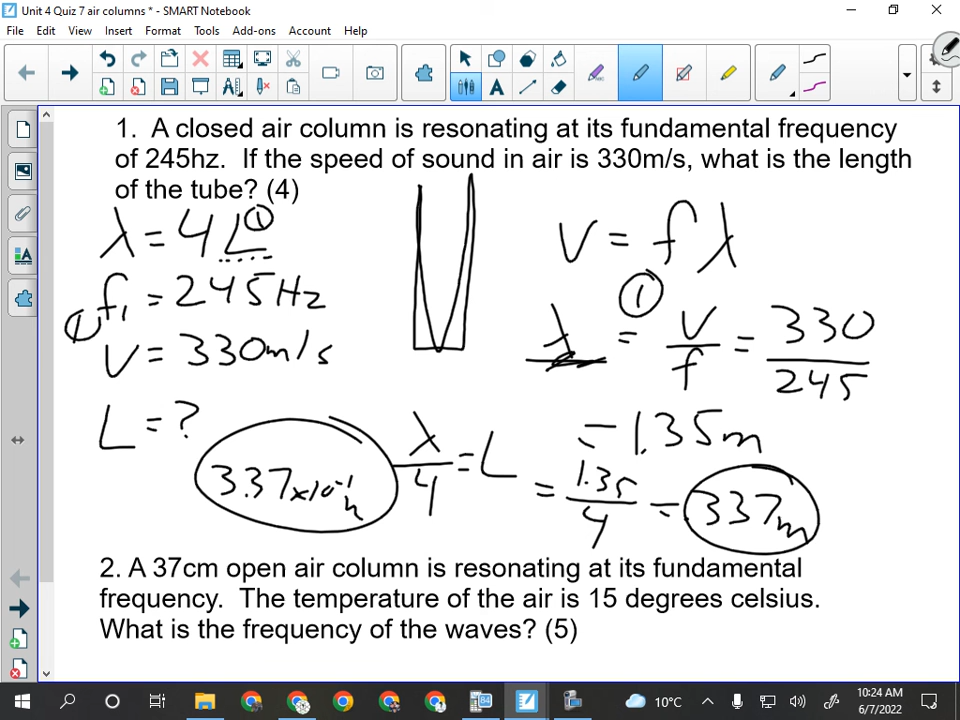 Unit 4 Quiz 7 air columns * - SMART Notebook
File Edit View Insert Format Tools Add-ons Account Help
1. A closed air column is resonating at its fundamental frequency
of 245hz. If the speed of sound in air is 330m/s, what is the length
of the tube? (4)
λ = 4L ①
f₁ = 245Hz
①
V = 330m/s
L = ?
V = fλ
①
λ = V/f = 330/245
= 1.35m
λ/4 = L
= 1.35/4 = .337m
3.37x10⁻¹
2. A 37cm open air column is resonating at its fundamental
frequency. The temperature of the air is 15 degrees celsius.
What is the frequency of the waves? (5)
10°C
10:24 AM
6/7/2022